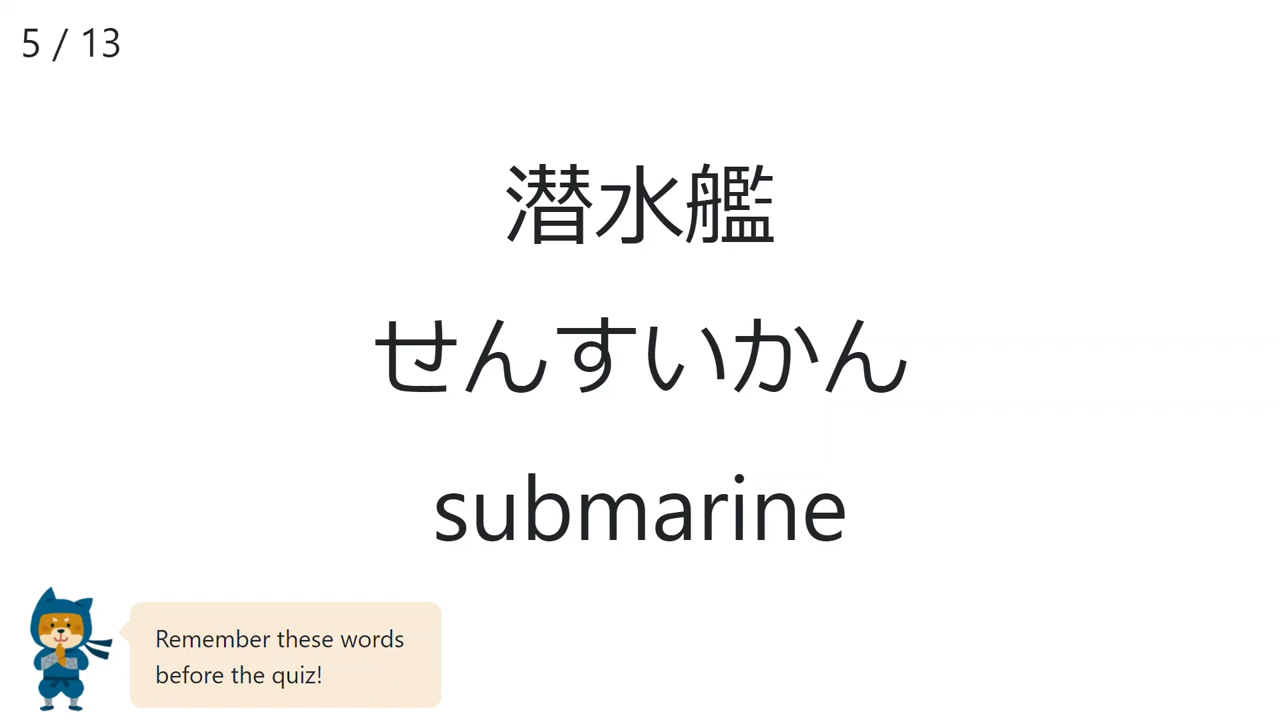 5 / 13
潜水艦
せんすいかん
submarine
Remember these words
before the quiz!